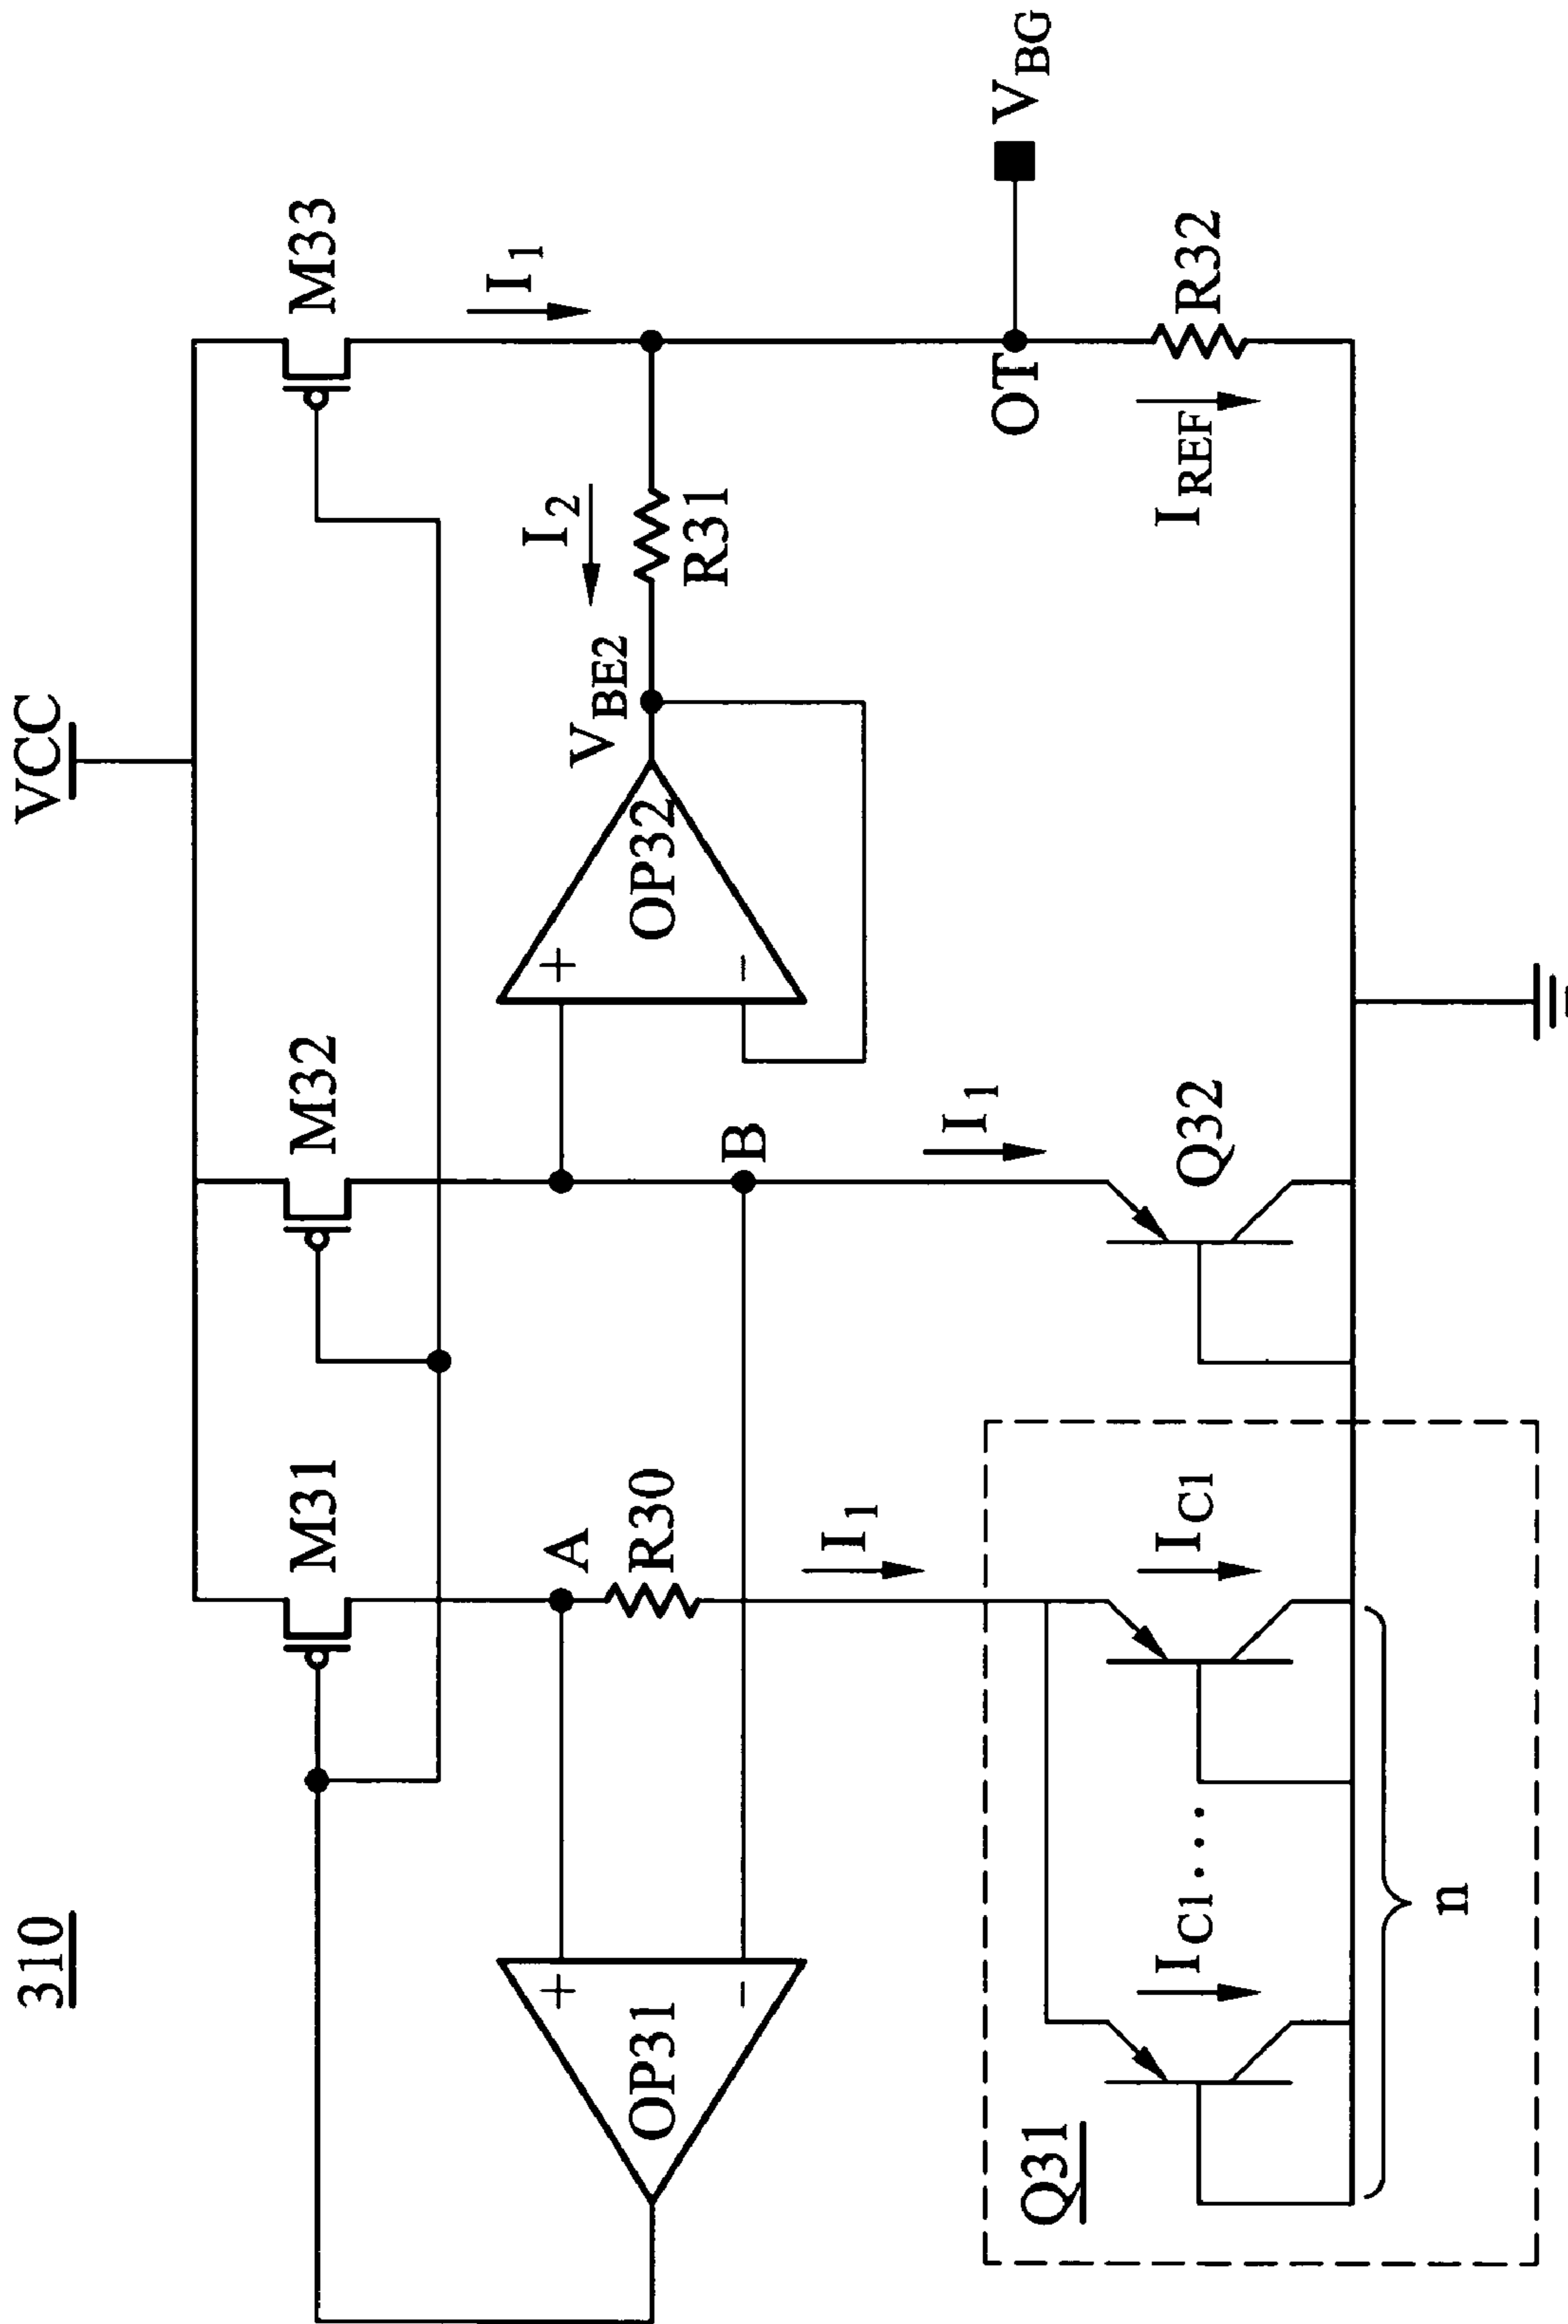 310
VCC
M31
M32
M33
I1
A
R30
OP31
+
-
B
OP32
+
-
VBE2
I2
R31
I1
I1
OT
VBG
IREF
R32
Q31
IC1
IC1
n
Q32